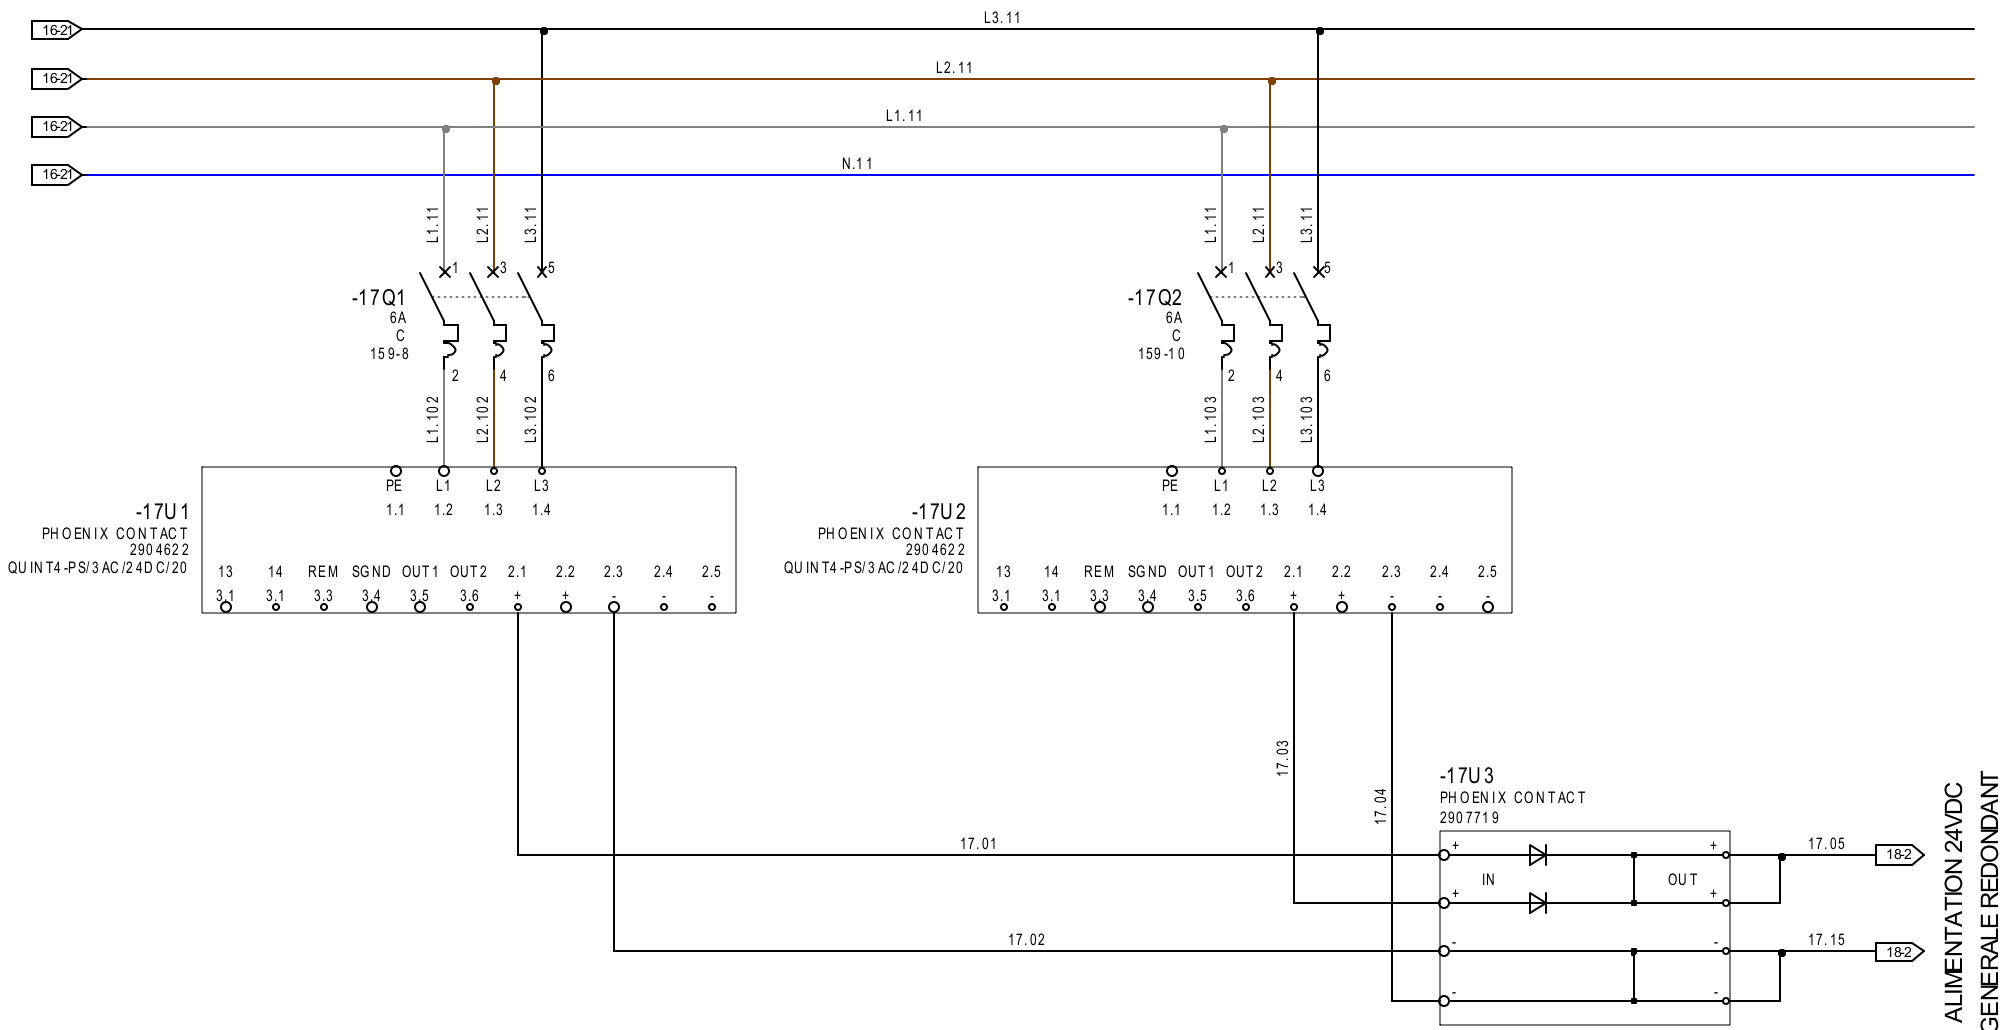 16-21
L3.11
16-21
L2.11
16-21
L1.11
16-21
N.11
L1.11
L2.11
L3.11
L1.11
L2.11
L3.11
1
3
5
1
3
5
-17Q1
6A
C
159-8
-17Q2
6A
C
159-10
2
4
6
2
4
6
L1.102
L2.102
L3.102
L1.103
L2.103
L3.103
-17U1
PHOENIX CONTACT
2904622
QUINT4-PS/3AC/24DC/20
PE L1 L2 L3
1.1 1.2 1.3 1.4
13 14 REM SGND OUT1 OUT2 2.1 2.2 2.3 2.4 2.5
3.1 3.1 3.3 3.4 3.5 3.6 + + - - -
-17U2
PHOENIX CONTACT
2904622
QUINT4-PS/3AC/24DC/20
PE L1 L2 L3
1.1 1.2 1.3 1.4
13 14 REM SGND OUT1 OUT2 2.1 2.2 2.3 2.4 2.5
3.1 3.1 3.3 3.4 3.5 3.6 + + - - -
17.03
17.04
17.01
17.02
-17U3
PHOENIX CONTACT
2907719
+ +
IN OUT
+ +
- -
- -
17.05
18-2
17.15
18-2
ALIMENTATION 24VDC
GENERALE REDONDANT